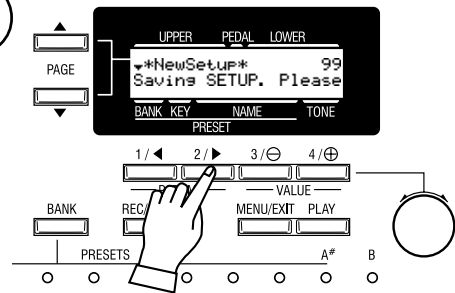 UPPER PEDAL LOWER
PAGE
*NewSetup* 99
Saving SETUP. Please
BANK KEY NAME TONE
PRESET
1/◀ 2/▶ 3/⊖ 4/⊕
VALUE
BANK REC/ MENU/EXIT PLAY
PRESETS A# B